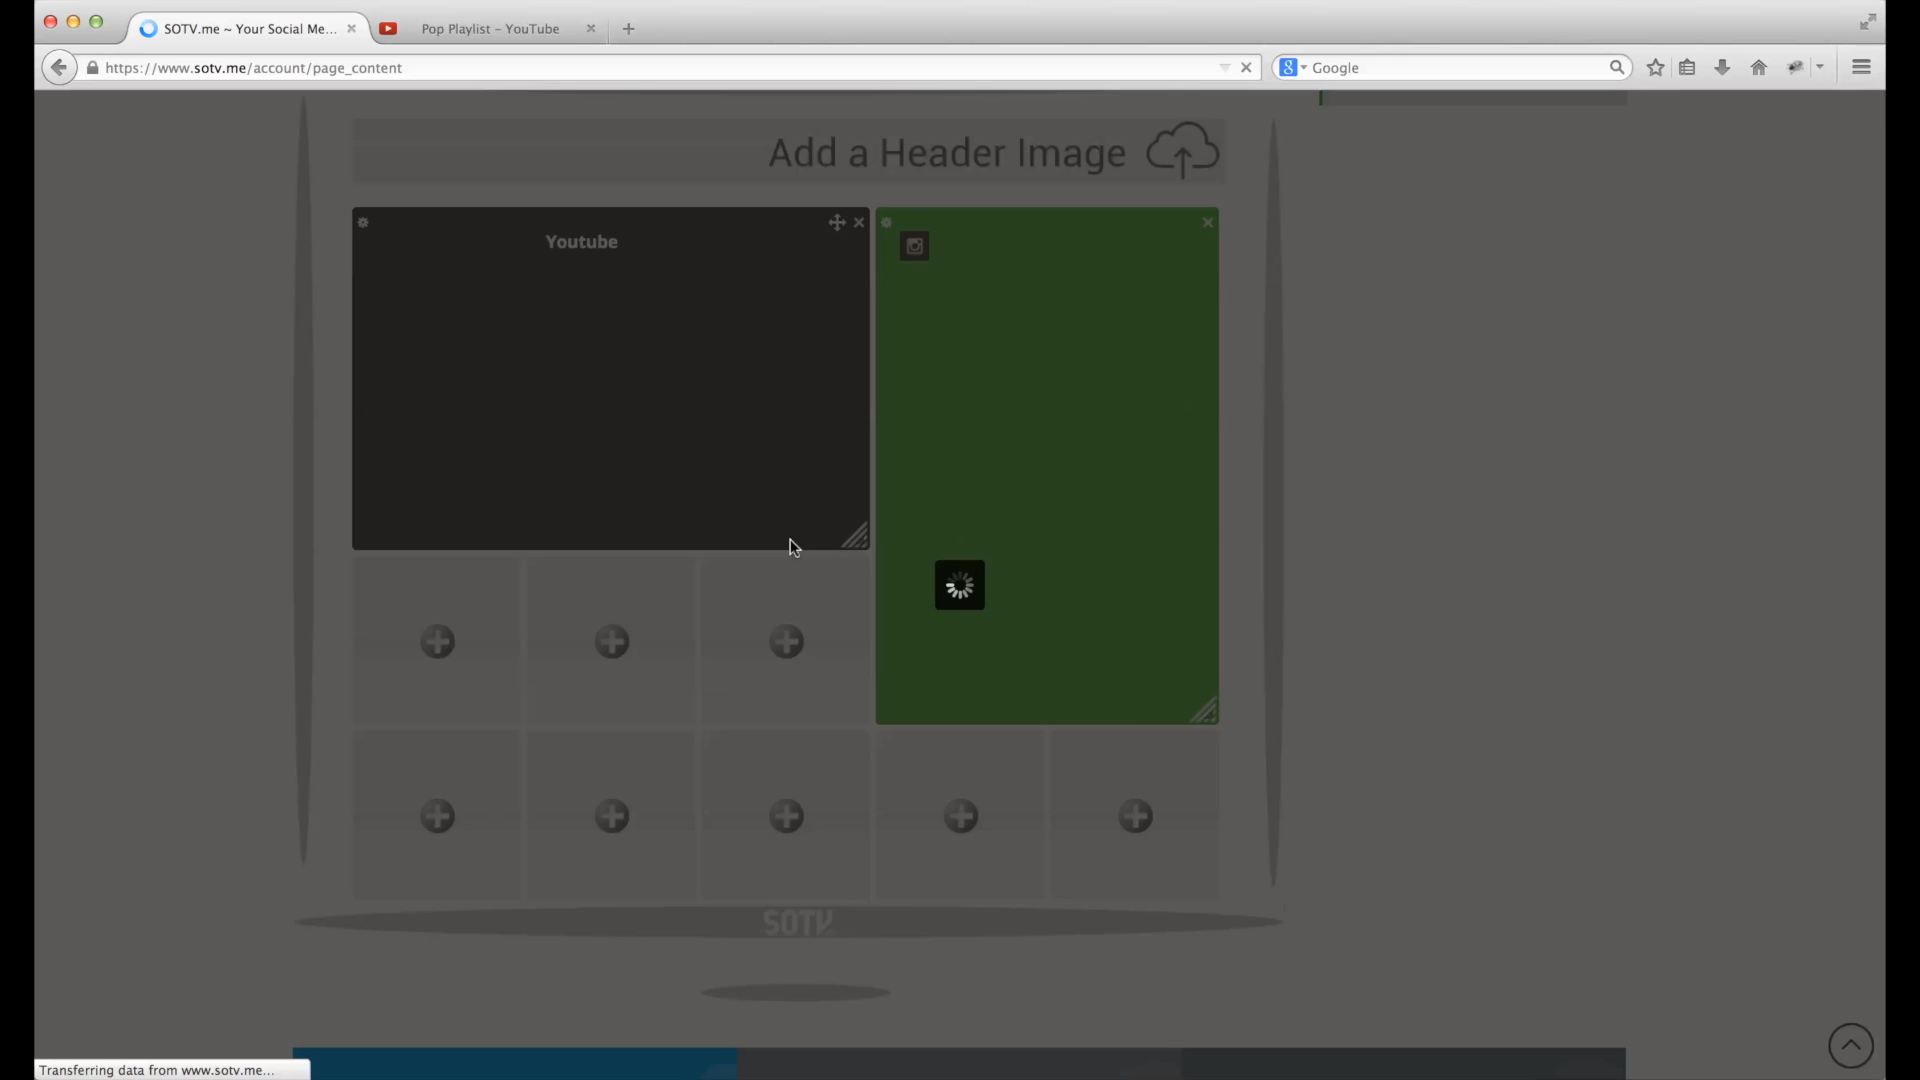 SOTV.me ~ Your Social Me...
Pop Playlist – YouTube
https://www.sotv.me/account/page_content
Google
Add a Header Image
Youtube
SOTV
Transferring data from www.sotv.me...